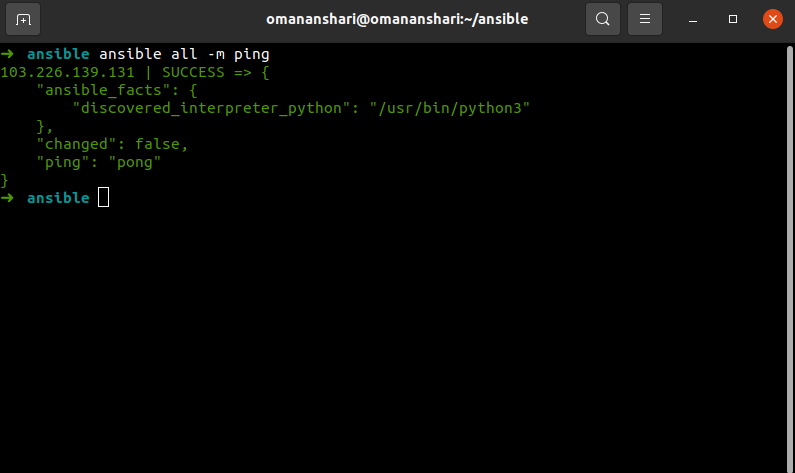 omananshari@omananshari:~/ansible
➜ ansible ansible all -m ping
103.226.139.131 | SUCCESS => {
    "ansible_facts": {
        "discovered_interpreter_python": "/usr/bin/python3"
    },
    "changed": false,
    "ping": "pong"
}
➜ ansible